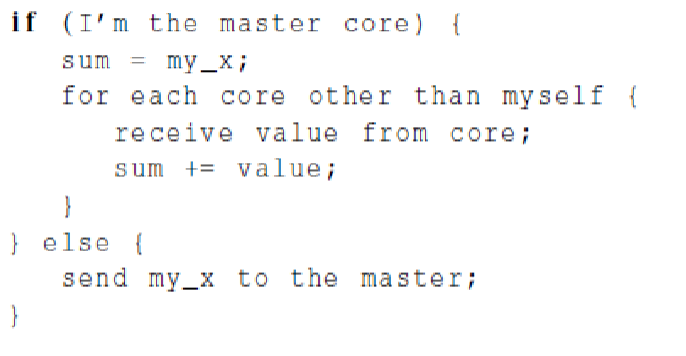 if (I'm the master core) {
   sum = my_x;
   for each core other than myself {
      receive value from core;
      sum += value;
   }
} else {
   send my_x to the master;
}